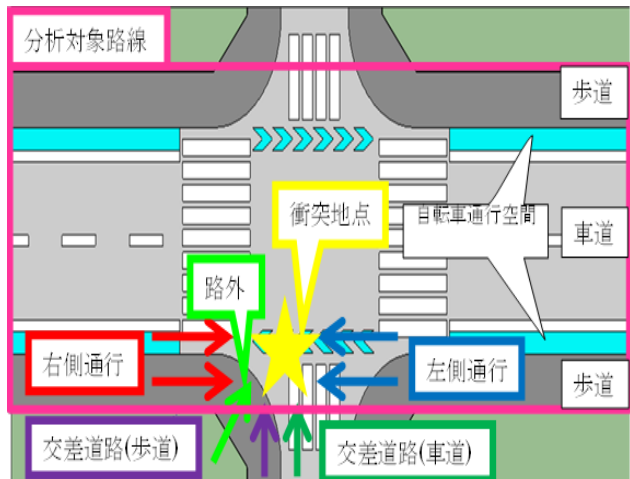 分析対象路線
歩道
衝突地点
自転車通行空間
車道
路外
右側通行
左側通行
歩道
交差道路(歩道)
交差道路(車道)